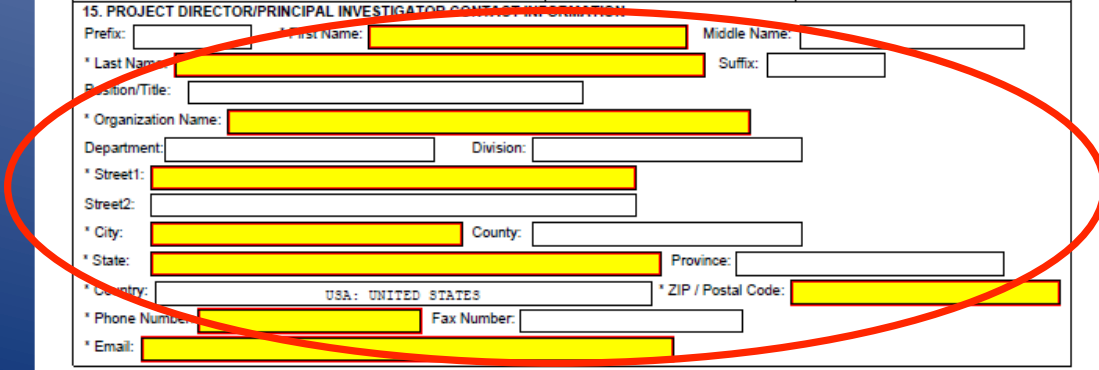 15. PROJECT DIRECTOR/PRINCIPAL INVESTIGATOR CONTACT INFORMATION
Prefix: * First Name: Middle Name:
* Last Name: Suffix:
Position/Title:
* Organization Name:
Department: Division:
* Street1:
Street2:
* City: County:
* State: Province:
* Country: USA: UNITED STATES * ZIP / Postal Code:
* Phone Number: Fax Number:
* Email: